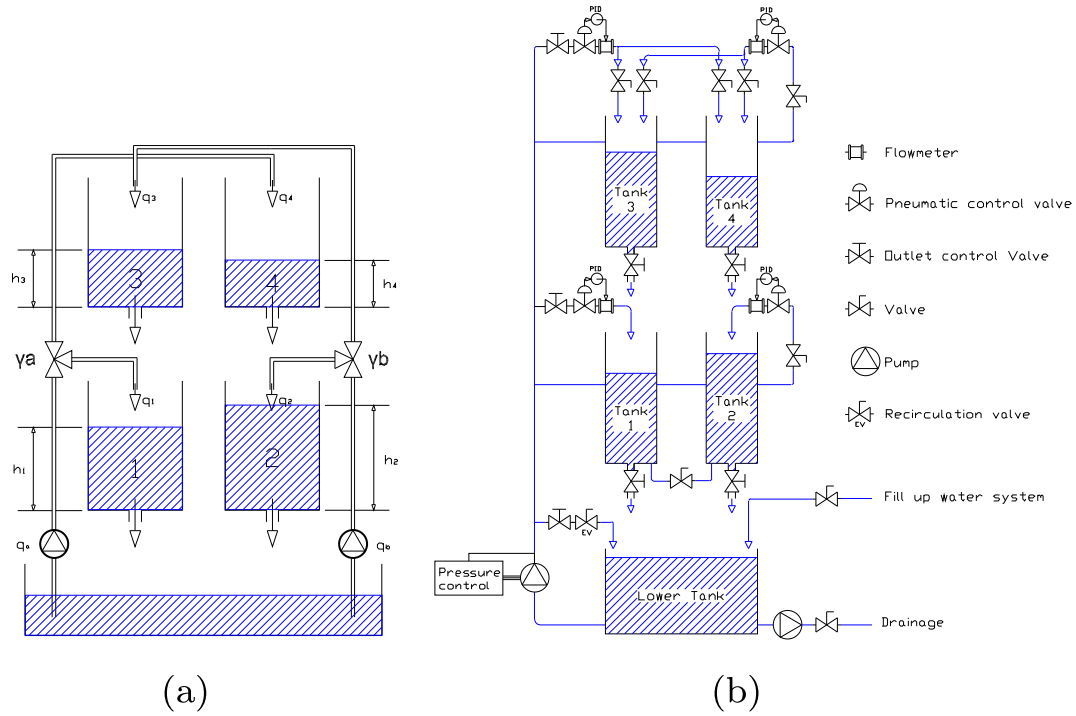 q3
q4
h3
3
4
h4
γa
γb
q1
q2
h1
1
2
h2
qa
qb
(a)
PID
PID
Tank
3
Tank
4
PID
PID
Tank
1
Tank
2
EV
Pressure
control
Lower Tank
Flowmeter
Pneumatic control valve
Outlet control Valve
Valve
Pump
Recirculation valve
EV
Fill up water system
Drainage
(b)